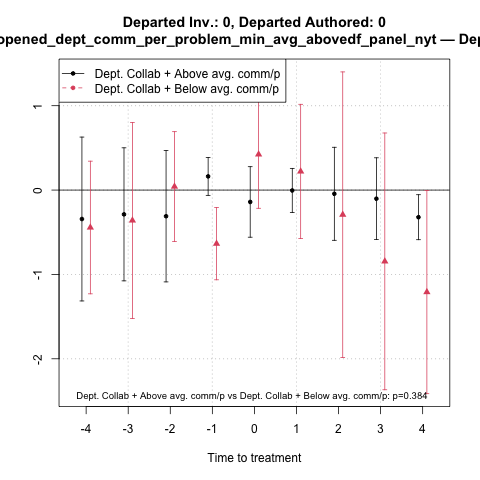 Departed Inv.: 0, Departed Authored: 0
opened_dept_comm_per_problem_min_avg_abovedf_panel_nyt — Dep
Dept. Collab + Above avg. comm/p
Dept. Collab + Below avg. comm/p
1
0
-1
-2
Dept. Collab + Above avg. comm/p vs Dept. Collab + Below avg. comm/p: p=0.384
-4 -3 -2 -1 0 1 2 3 4
Time to treatment